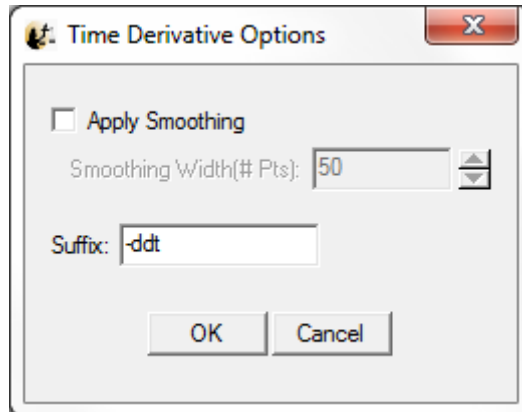 Time Derivative Options
Apply Smoothing
Smoothing Width(# Pts): 50
Suffix: -ddt
OK Cancel